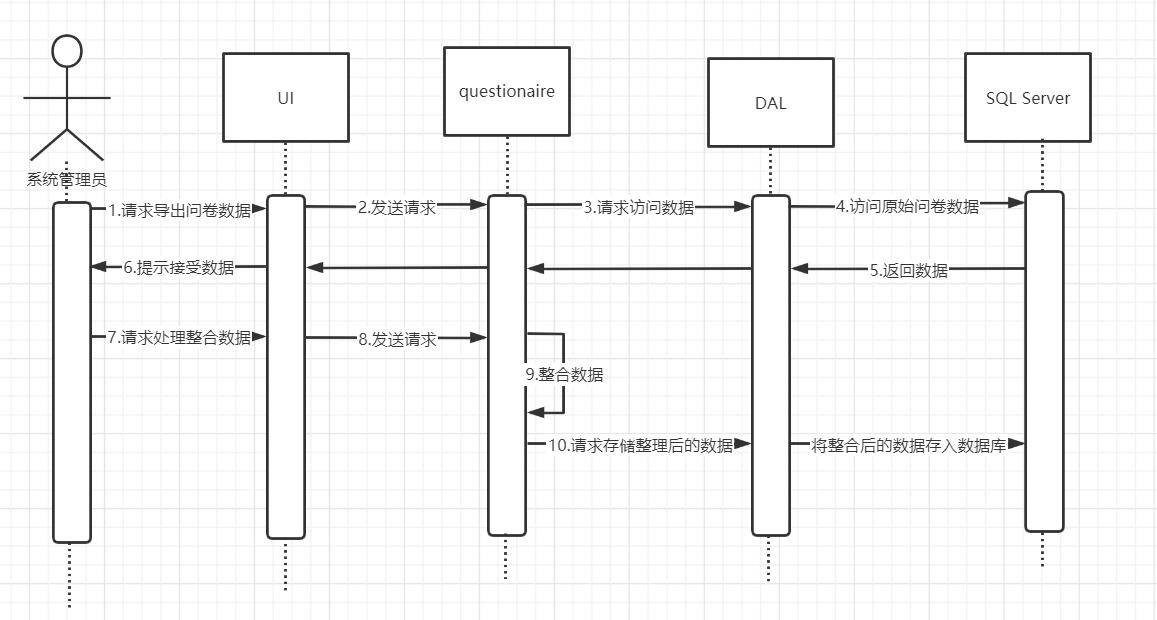 UI
questionaire
DAL
SQL Server
系统管理员
1.请求导出问卷数据
2.发送请求
3.请求访问数据
4.访问原始问卷数据
6.提示接受数据
5.返回数据
7.请求处理整合数据
8.发送请求
9.整合数据
10.请求存储整理后的数据
将整合后的数据存入数据库